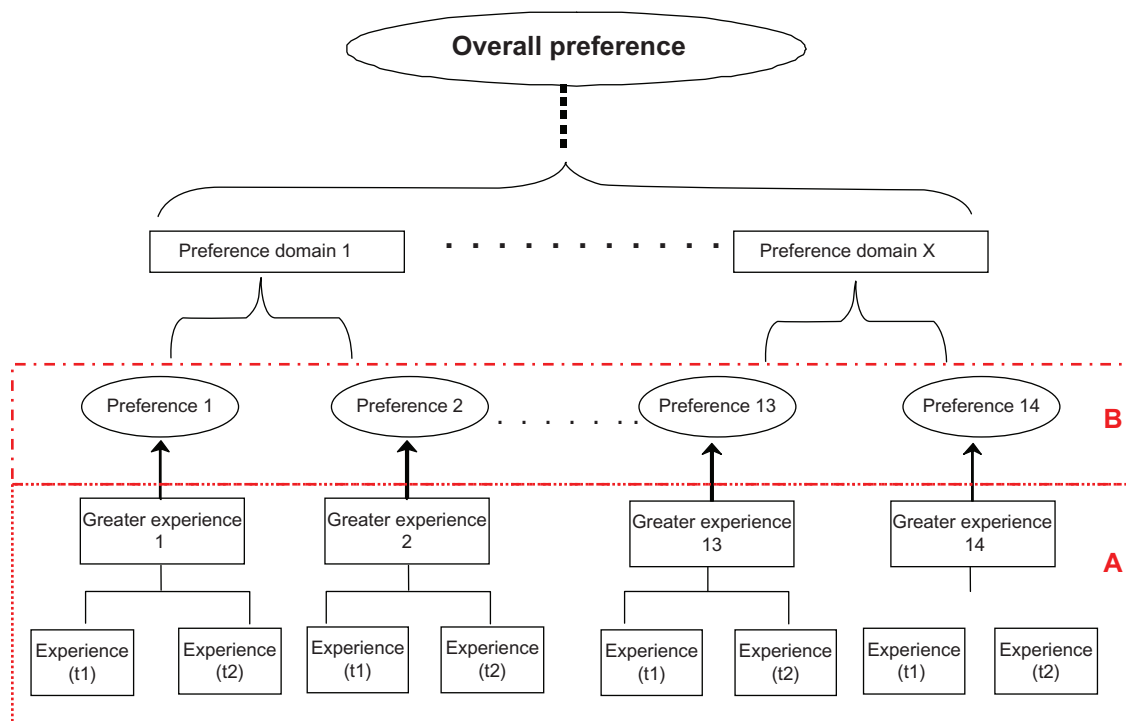 Overall preference
Preference domain 1
Preference domain X
Preference 1
Preference 2
Preference 13
Preference 14
B
Greater experience
1
Greater experience
2
Greater experience
13
Greater experience
14
A
Experience
(t1)
Experience
(t2)
Experience
(t1)
Experience
(t2)
Experience
(t1)
Experience
(t2)
Experience
(t1)
Experience
(t2)